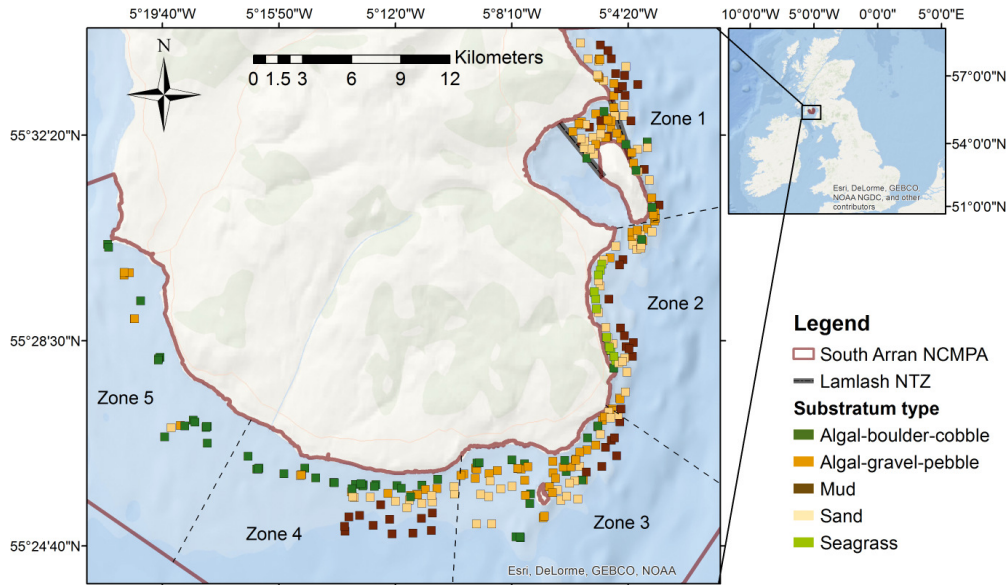 5°19'40"W 5°15'50"W 5°12'0"W 5°8'10"W 5°4'20"W
10°0'0"W 5°0'0"W 0°0'0" 5°0'0"E
N
Kilometers
0 1.5 3 6 9 12
Zone 1
57°0'0"N
55°32'20"N
54°0'0"N
Esri, DeLorme, GEBCO
NOAA NGDC, and other
contributors
51°0'0"N
Zone 2
Legend
South Arran NCMPA
55°28'30"N
Lamlash NTZ
Zone 5
Substratum type
Algal-boulder-cobble
Algal-gravel-pebble
Mud
Sand
Seagrass
Zone 4
Zone 3
55°24'40"N
Esri, DeLorme, GEBCO, NOAA